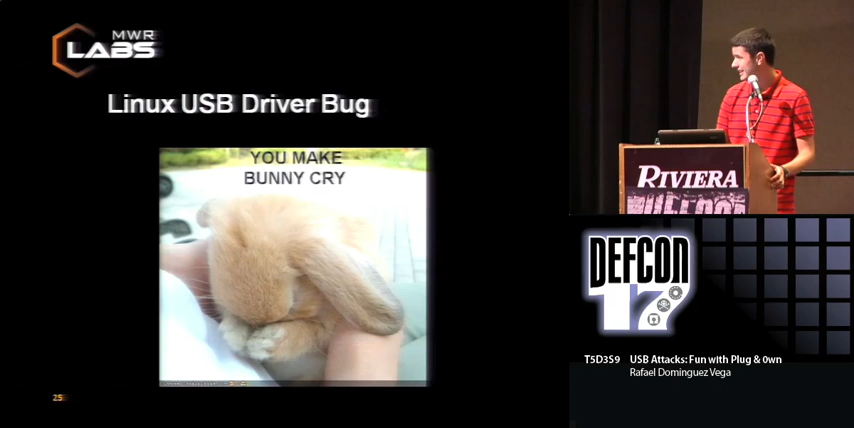 MWR
LABS
Linux USB Driver Bug
YOU MAKE
BUNNY CRY
25
RIVIERA
DEFCON
17
T5D3S9 USB Attacks: Fun with Plug & 0wn
Rafael Dominguez Vega